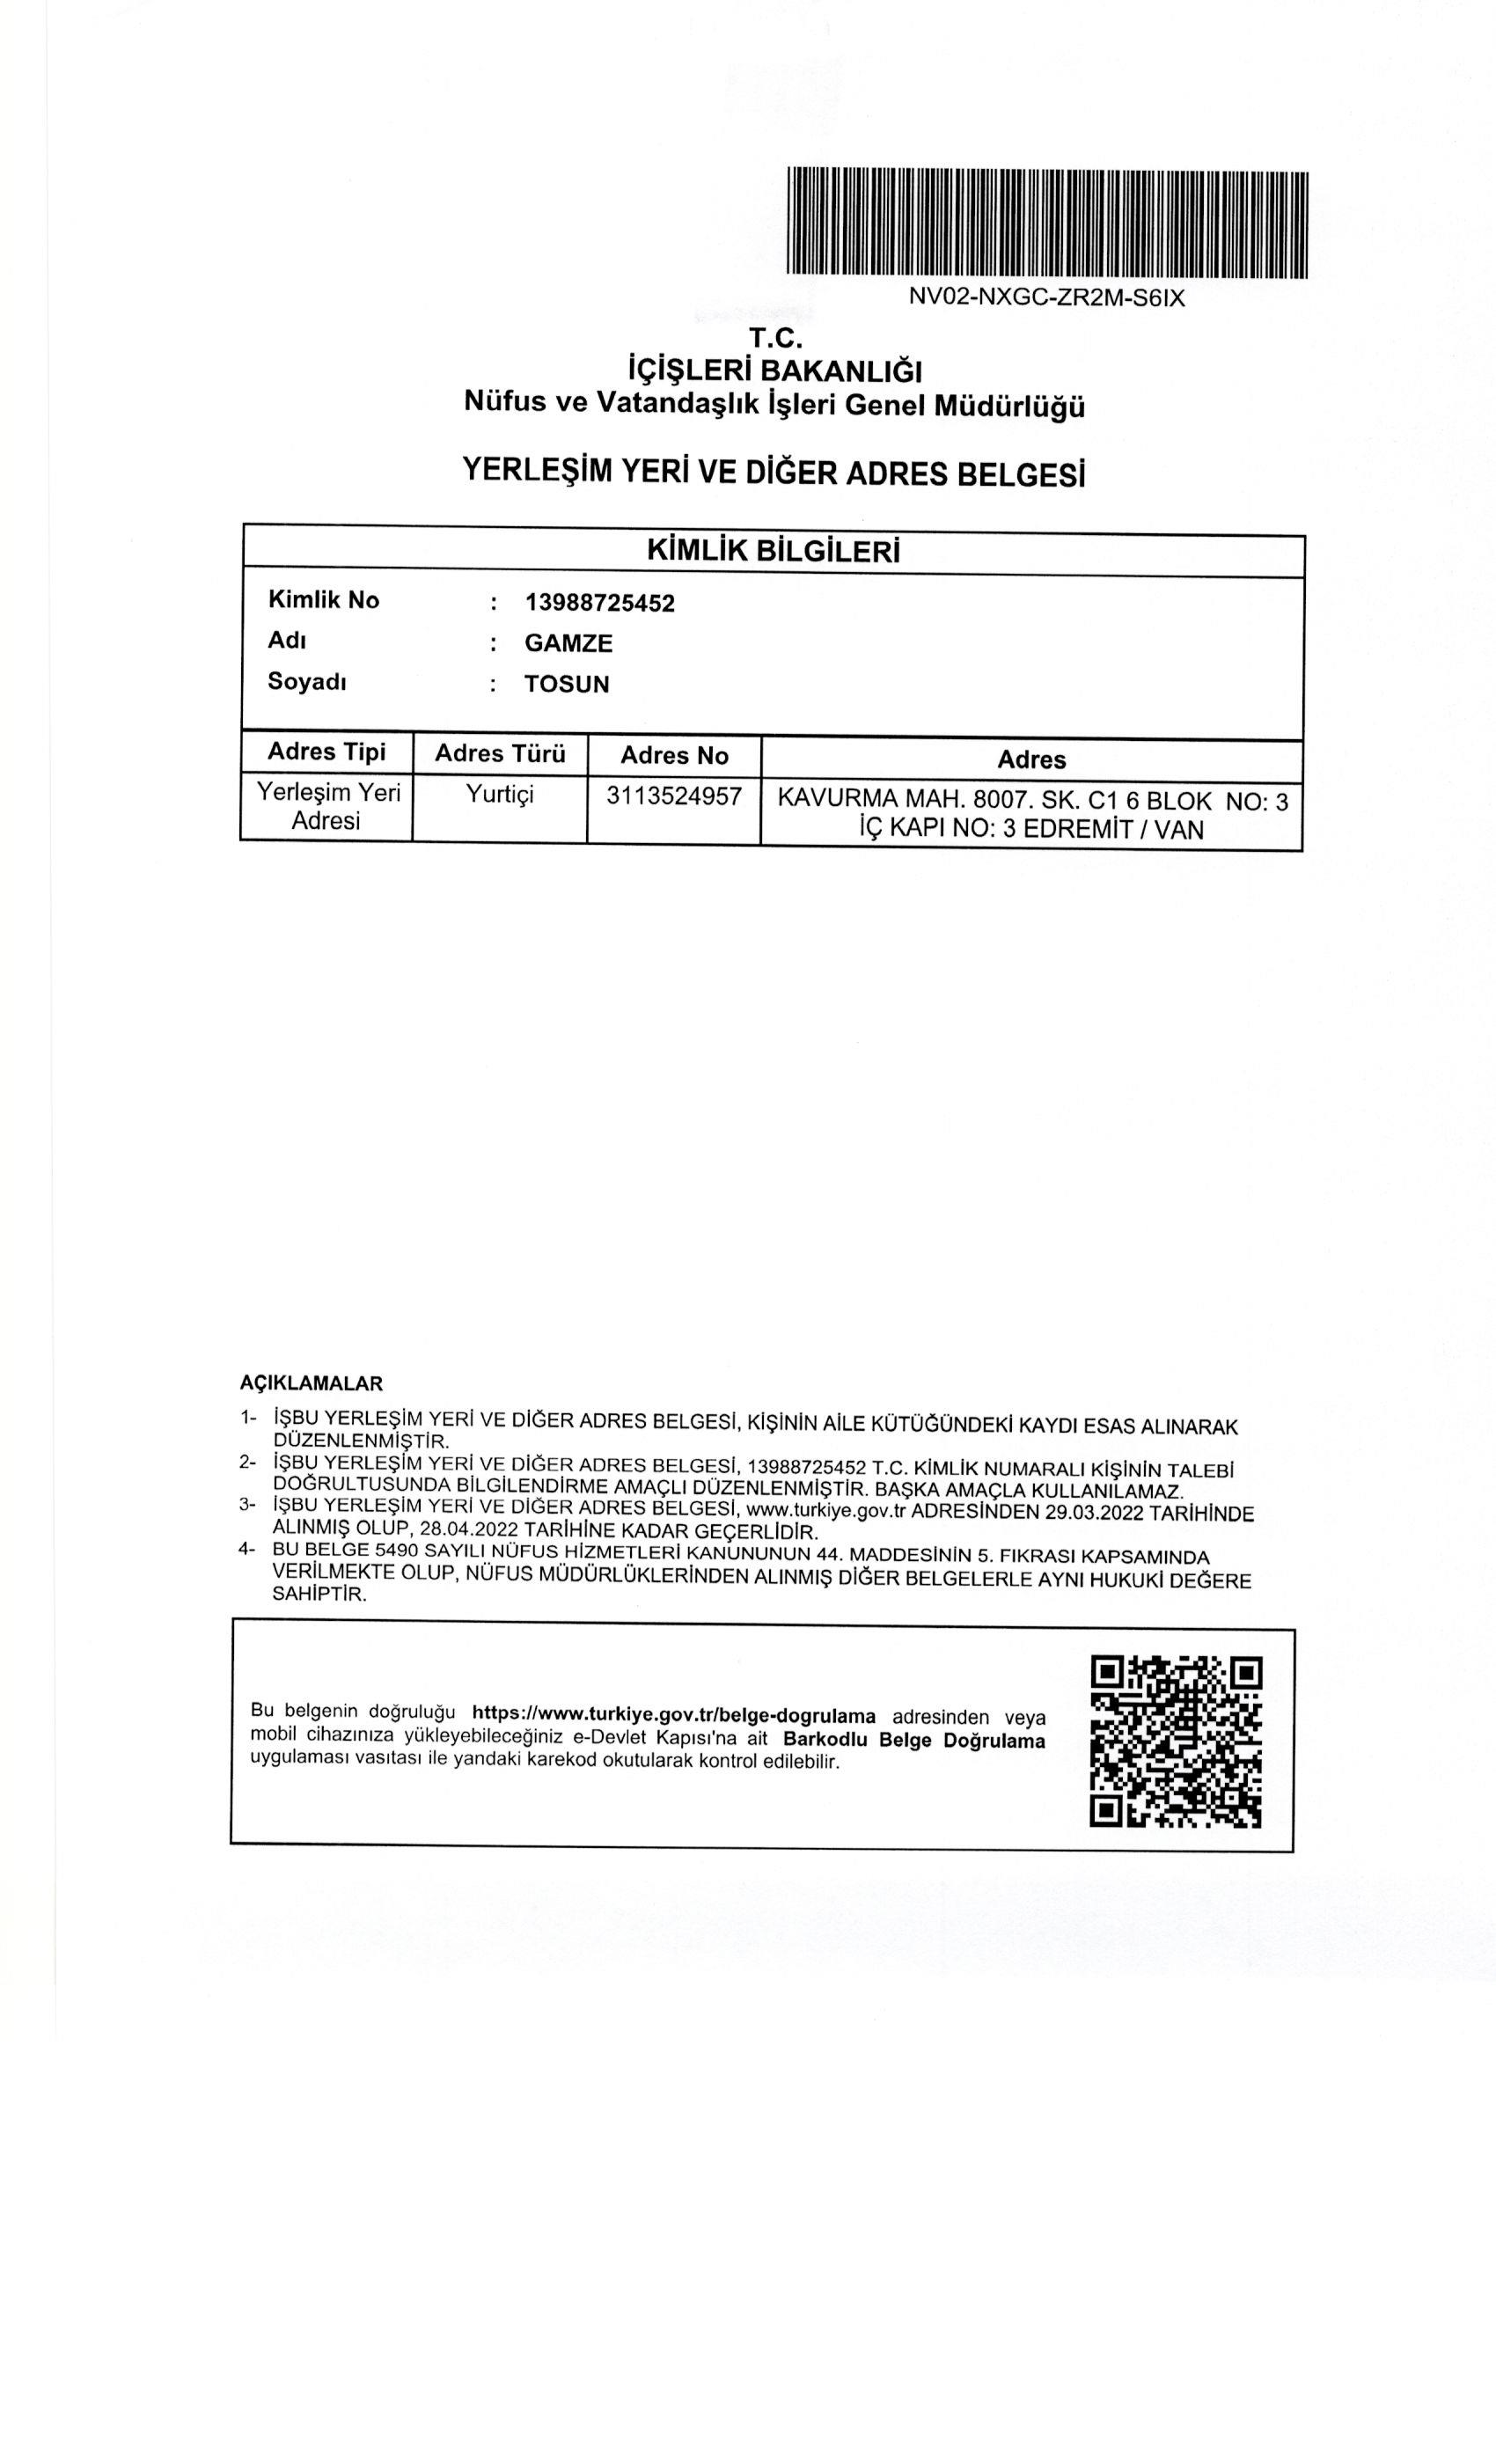 NV02-NXGC-ZR2M-S6IX
T.C.
İÇİŞLERİ BAKANLIĞI
Nüfus ve Vatandaşlık İşleri Genel Müdürlüğü
YERLEŞİM YERİ VE DİĞER ADRES BELGESİ
KİMLİK BİLGİLERİ
Kimlik No : 13988725452
Adı : GAMZE
Soyadı : TOSUN
Adres Tipi Adres Türü Adres No Adres
Yerleşim Yeri Yurtiçi 3113524957 KAVURMA MAH. 8007. SK. C1 6 BLOK NO: 3
Adresi İÇ KAPI NO: 3 EDREMİT / VAN
AÇIKLAMALAR
1- İŞBU YERLEŞİM YERİ VE DİĞER ADRES BELGESİ, KİŞİNİN AİLE KÜTÜĞÜNDEKİ KAYDI ESAS ALINARAK
DÜZENLENMİŞTİR.
2- İŞBU YERLEŞİM YERİ VE DİĞER ADRES BELGESİ, 13988725452 T.C. KİMLİK NUMARALI KİŞİNİN TALEBİ
DOĞRULTUSUNDA BİLGİLENDİRME AMAÇLI DÜZENLENMİŞTİR. BAŞKA AMAÇLA KULLANILAMAZ.
3- İŞBU YERLEŞİM YERİ VE DİĞER ADRES BELGESİ, www.turkiye.gov.tr ADRESİNDEN 29.03.2022 TARİHİNDE
ALINMIŞ OLUP, 28.04.2022 TARİHİNE KADAR GEÇERLİDİR.
4- BU BELGE 5490 SAYILI NÜFUS HİZMETLERİ KANUNUNUN 44. MADDESİNİN 5. FIKRASI KAPSAMINDA
VERİLMEKTE OLUP, NÜFUS MÜDÜRLÜKLERİNDEN ALINMIŞ DİĞER BELGELERLE AYNI HUKUKİ DEĞERE
SAHİPTİR.
Bu belgenin doğruluğu https://www.turkiye.gov.tr/belge-dogrulama adresinden veya
mobil cihazınıza yükleyebileceğiniz e-Devlet Kapısı'na ait Barkodlu Belge Doğrulama
uygulaması vasıtası ile yandaki karekod okutularak kontrol edilebilir.